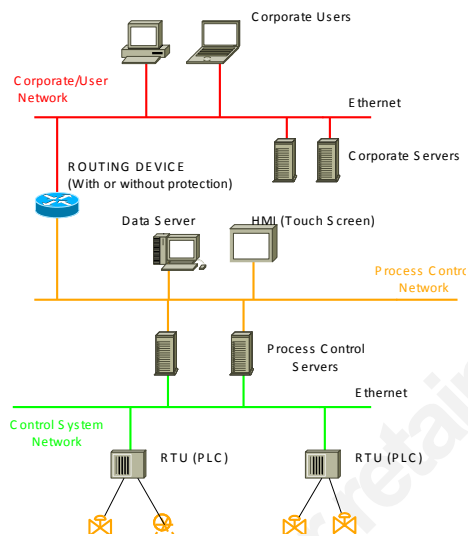 Corporate Users
Corporate/User
Network
Ethernet
Corporate Servers
ROUTING DEVICE
(With or without protection)
Data Server
HMI (Touch Screen)
Process Control
Network
Process Control
Servers
Ethernet
Control System
Network
RTU (PLC)
RTU (PLC)